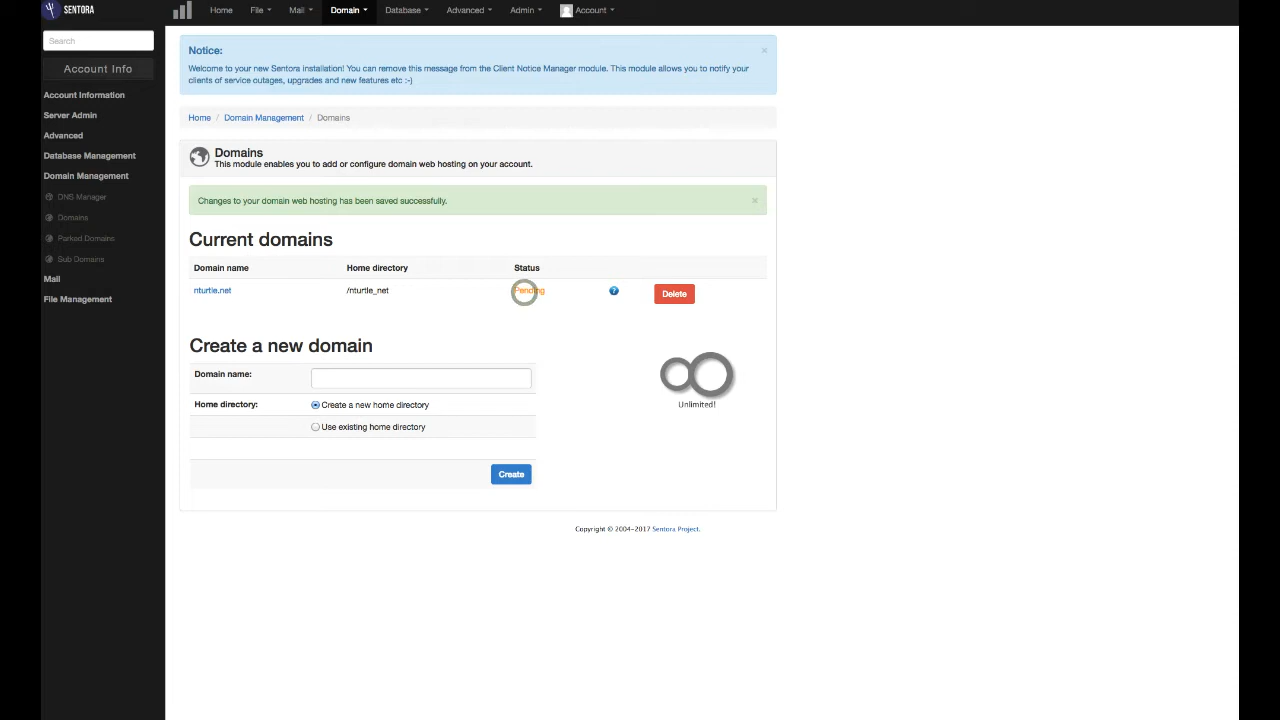 SENTORA
Home File Mail Domain Database Advanced Admin Account
Search
Account Info
Account Information
Server Admin
Advanced
Database Management
Domain Management
DNS Manager
Domains
Parked Domains
Sub Domains
Mail
File Management
Notice:
Welcome to your new Sentora installation! You can remove this message from the Client Notice Manager module. This module allows you to notify your
clients of service outages, upgrades and new features etc :-)
Home / Domain Management / Domains
Domains
This module enables you to add or configure domain web hosting on your account.
Changes to your domain web hosting has been saved successfully.
Current domains
Domain name Home directory Status
nturtle.net /nturtle_net Pending ? Delete
Create a new domain
Domain name:
Home directory: Create a new home directory
Use existing home directory
Create
Unlimited!
Copyright © 2004-2017 Sentora Project.